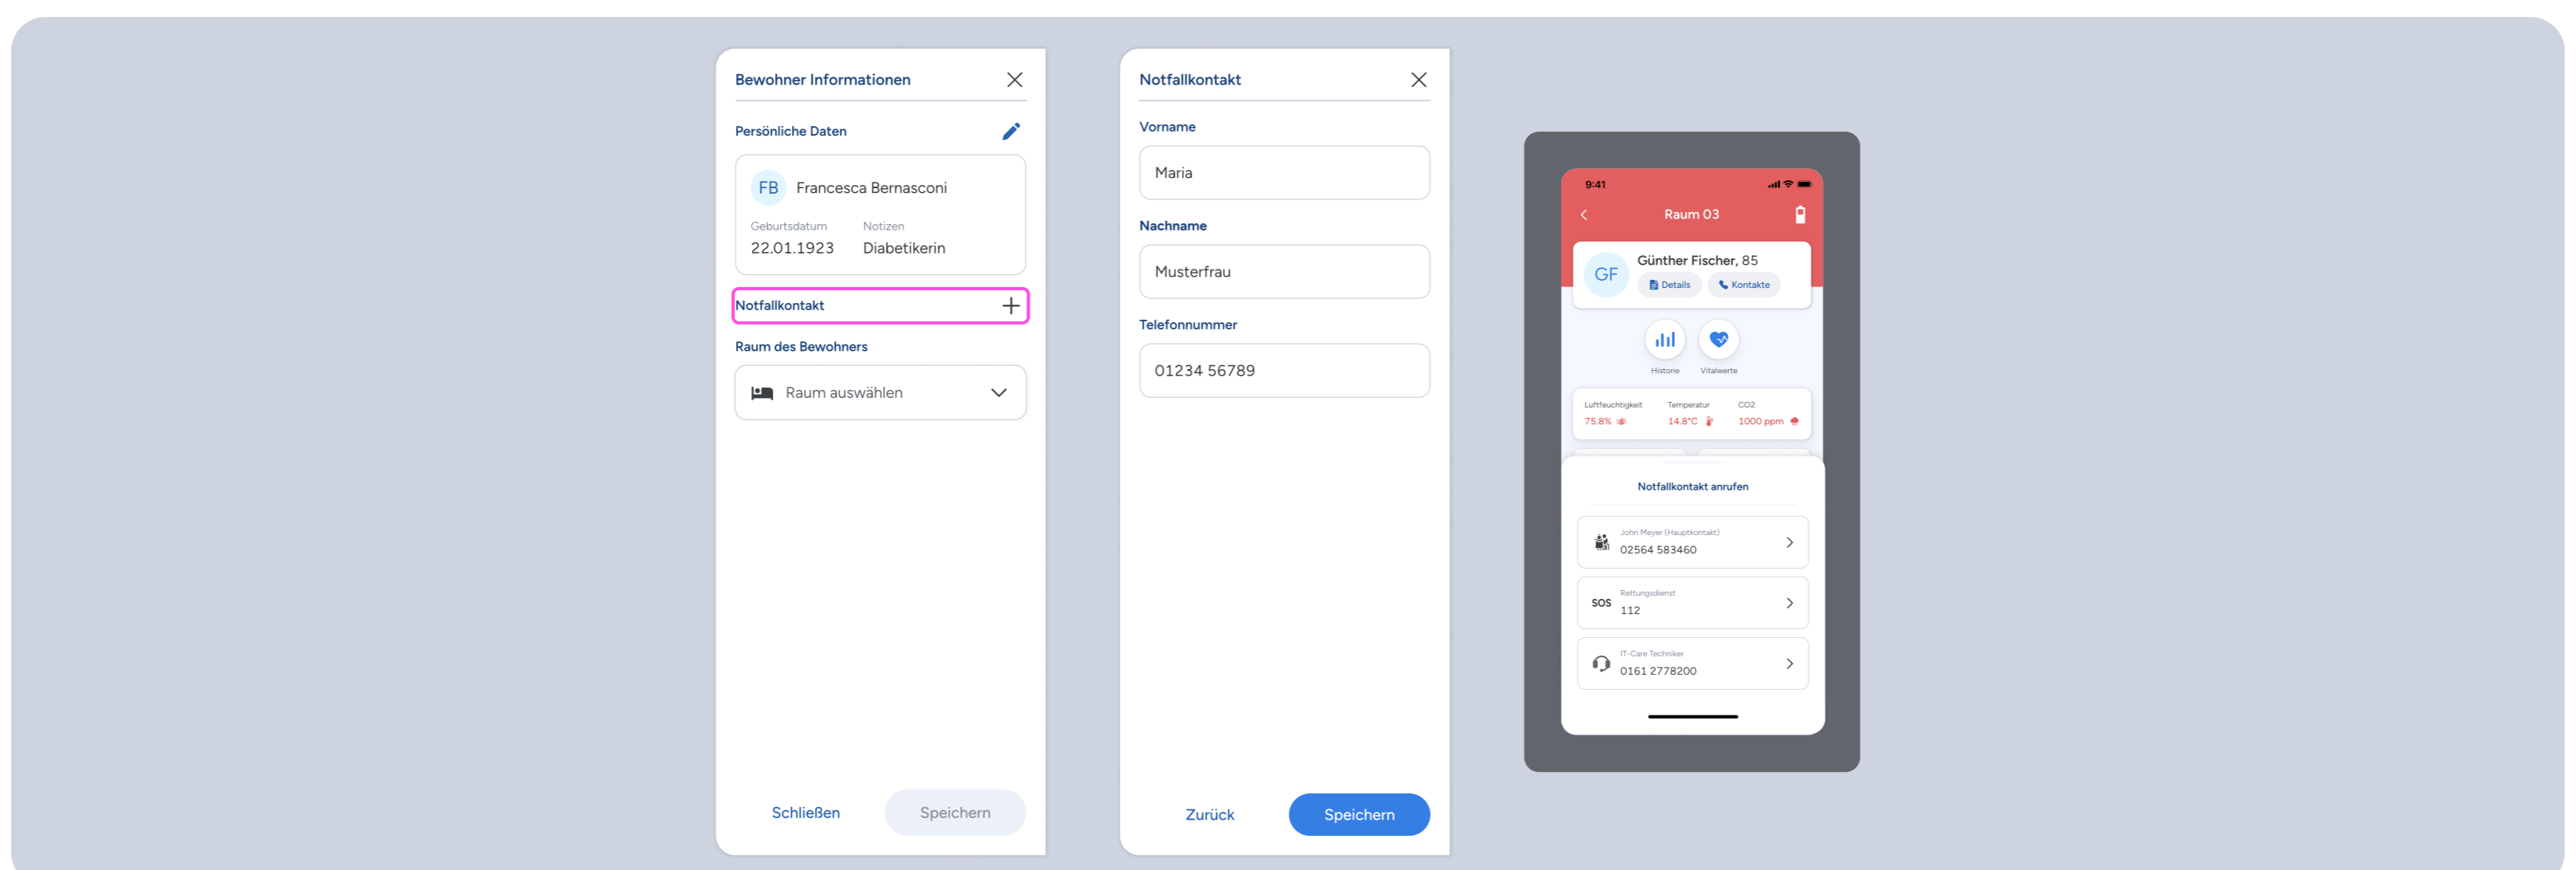 Bewohner Informationen
Persönliche Daten
FB Francesca Bernasconi
Geburtsdatum Notizen
22.01.1923 Diabetikerin
Notfallkontakt
Raum des Bewohners
Raum auswählen
Schließen Speichern
Notfallkontakt
Vorname
Maria
Nachname
Musterfrau
Telefonnummer
01234 56789
Zurück Speichern
9:41
Raum 03
GF Günther Fischer, 85
Details Kontakte
Historie Vitalwerte
Luftfeuchtigkeit Temperatur CO2
75.8% 14.8°C 1000 ppm
Notfallkontakt anrufen
John Meyer (Hauptkontakt)
02564 583460
Rettungsdienst
SOS 112
IT-Care Techniker
0161 2778200